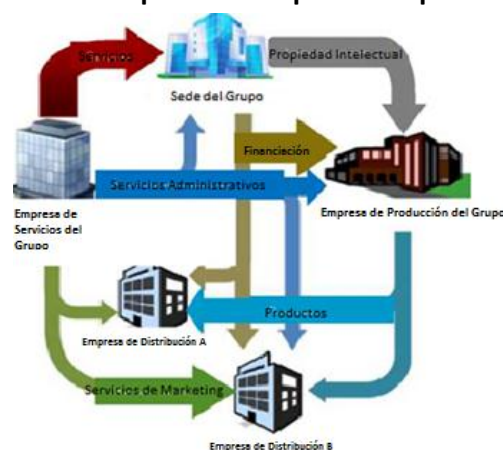 Servicios
Propiedad Intelectual
Sede del Grupo
Financiación
Servicios Administrativos
Empresa de
Servicios del
Grupo
Empresa de Producción del Grupo
Productos
Empresa de Distribución A
Servicios de Marketing
Empresa de Distribución B